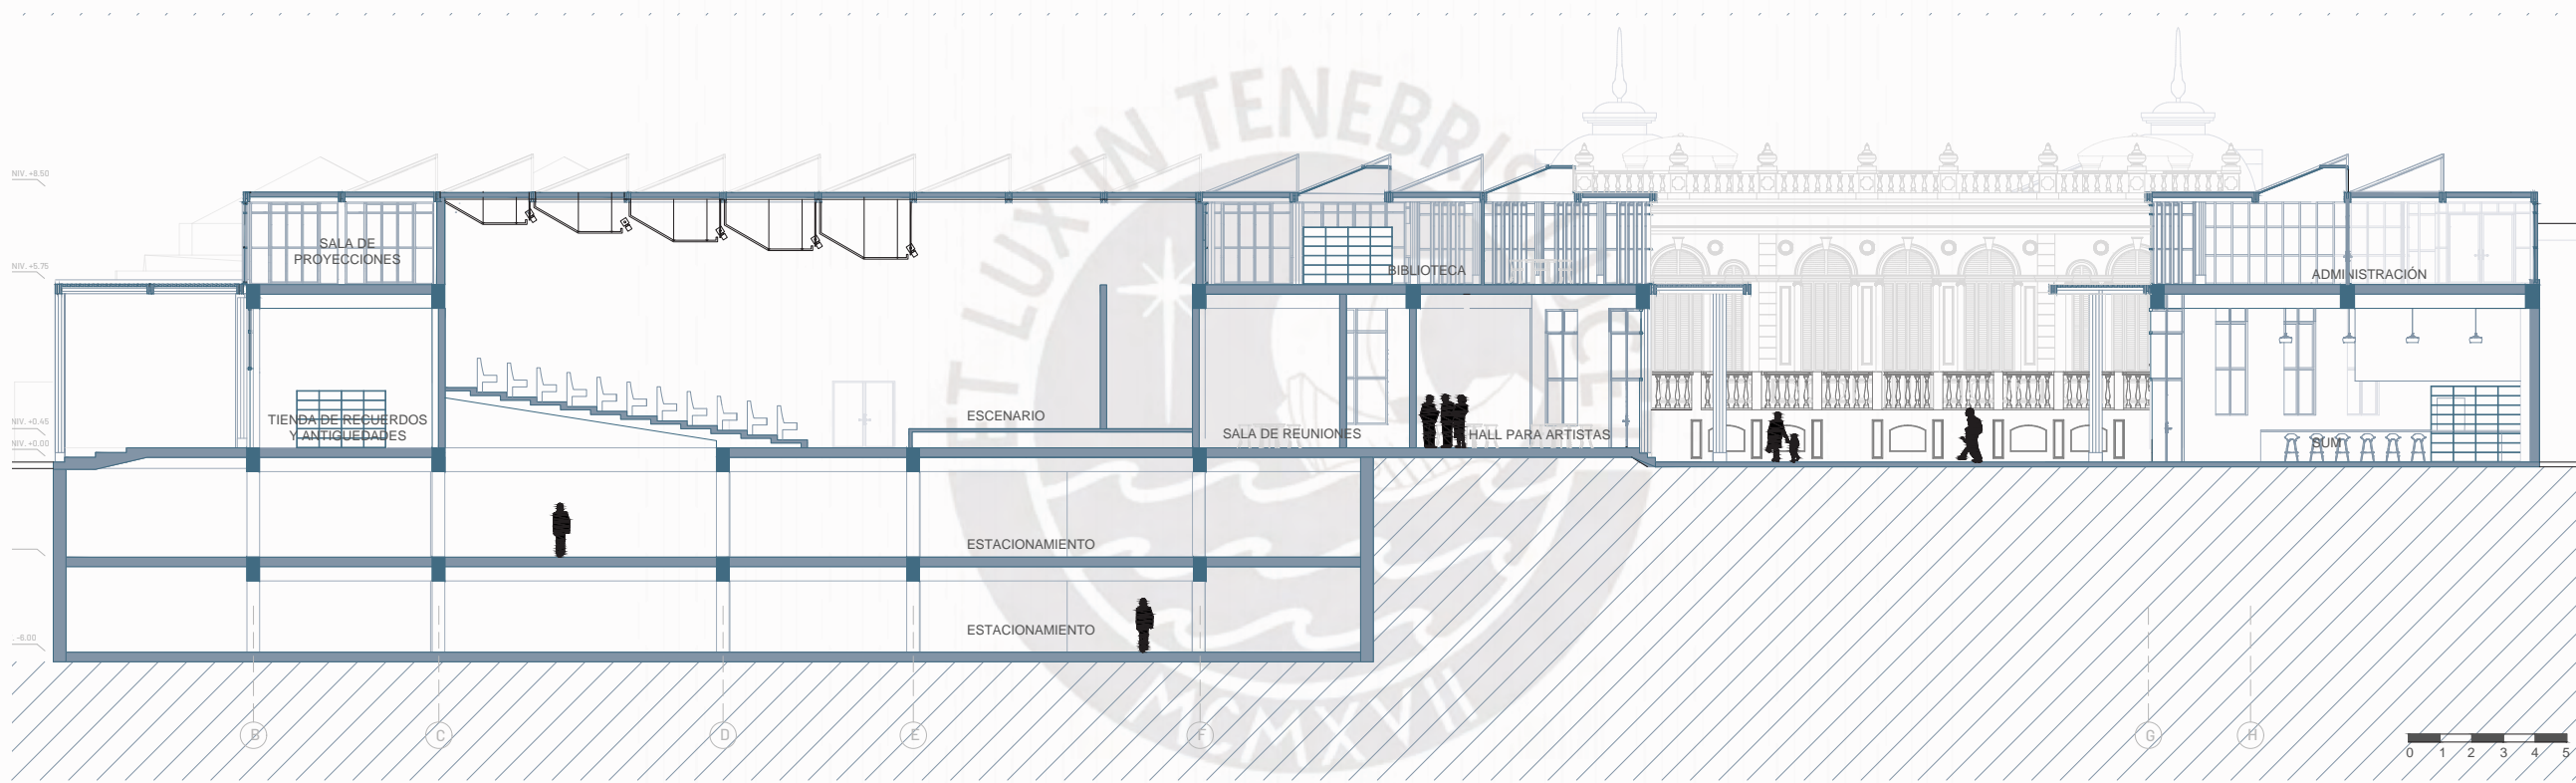 ET LUX IN TENEBRIS LUCET
NIV. +8.50
NIV. +5.75
SALA DE
PROYECCIONES
BIBLIOTECA
ADMINISTRACIÓN
NIV. +0.45
NIV. +0.00
TIENDA DE RECUERDOS
Y ANTIGUEDADES
ESCENARIO
SALA DE REUNIONES
HALL PARA ARTISTAS
SUM
ESTACIONAMIENTO
ESTACIONAMIENTO
-6.00
MCMXVII
B C D E F G H
0 1 2 3 4 5